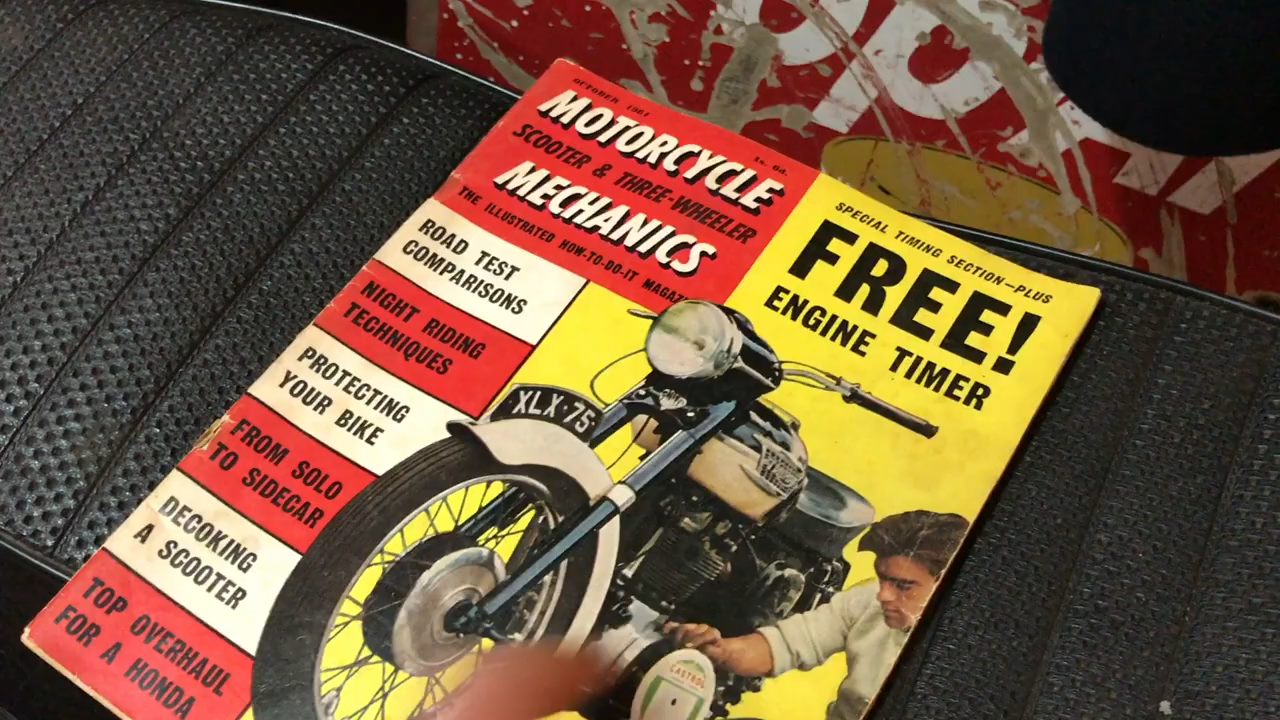 OCTOBER 1961
MOTORCYCLE
1s. 6d.
SCOOTER & THREE-WHEELER
MECHANICS
THE ILLUSTRATED HOW-TO-DO-IT
ROAD TEST
COMPARISONS
NIGHT RIDING
TECHNIQUES
PROTECTING
YOUR BIKE
FROM SOLO
TO SIDECAR
DECOKING
A SCOOTER
TOP OVERHAUL
FOR A HONDA
SPECIAL TIMING SECTION—PLUS
FREE!
ENGINE TIMER
XLX 75
CASTROL